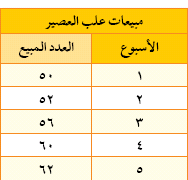 مبيعات علب العصير
الأسبوع العدد المبيع
١ ٥٠
٢ ٥٢
٣ ٥٦
٤ ٦٠
٥ ٦٢